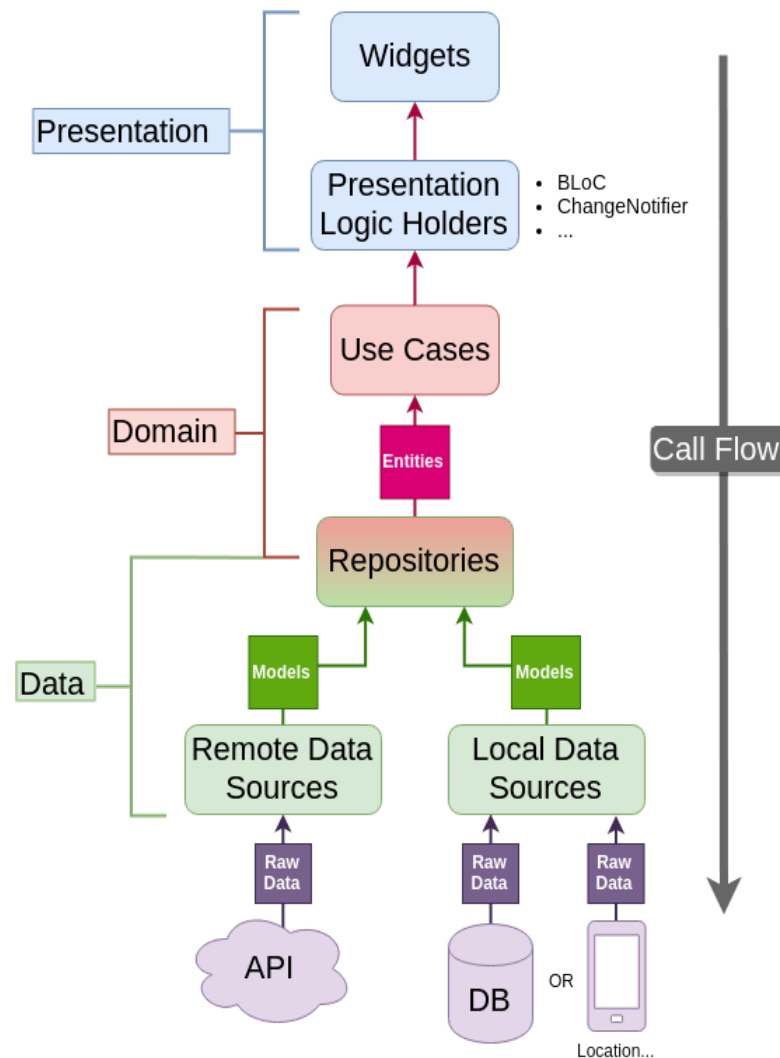 Widgets
Presentation
Presentation
Logic Holders
• BLoC
• ChangeNotifier
• ...
Use Cases
Domain
Call Flow
Entities
Repositories
Models
Models
Data
Remote Data
Sources
Local Data
Sources
Raw
Data
Raw
Data
Raw
Data
API
DB
OR
Location...